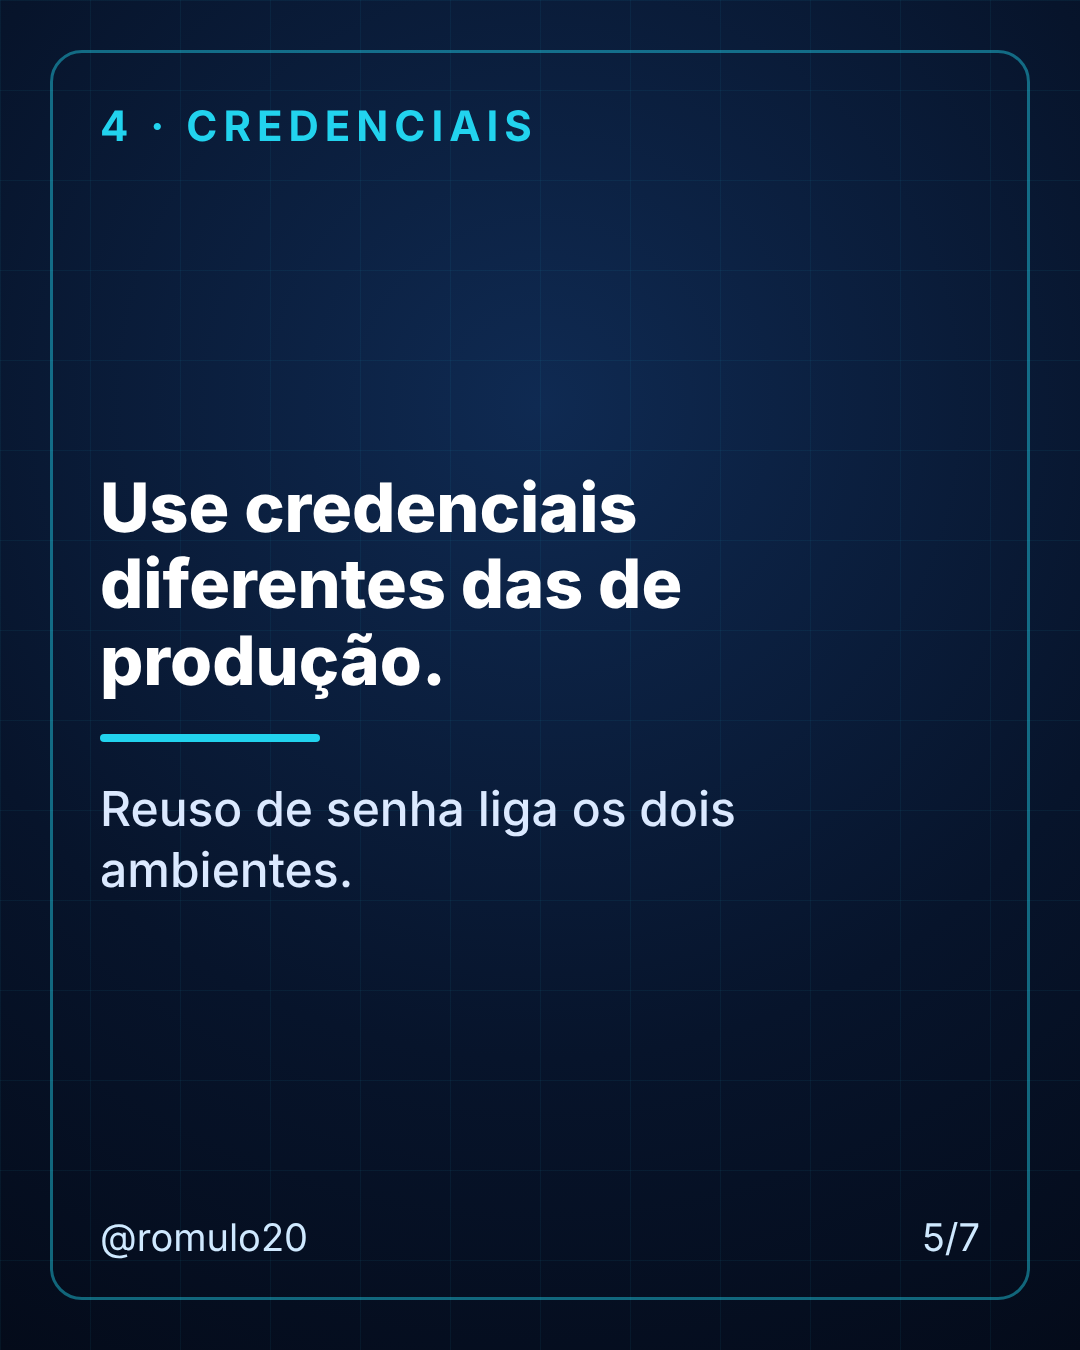 4 · CREDENCIAIS
Use credenciais
diferentes das de
produção.
Reuso de senha liga os dois
ambientes.
@romulo20
5/7